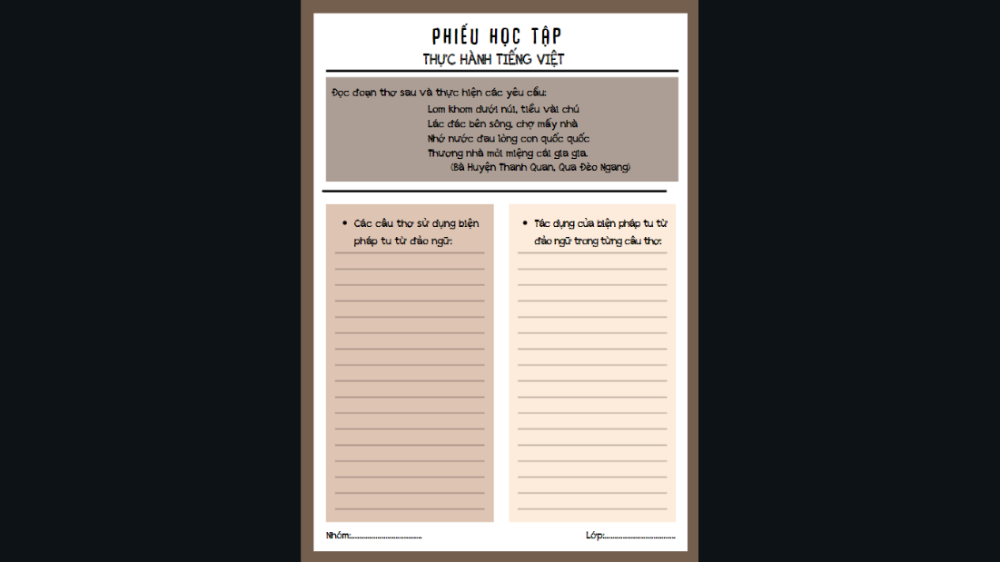 PHIẾU HỌC TẬP
THỰC HÀNH TIẾNG VIỆT
Đọc đoạn thơ sau và thực hiện các yêu cầu:
Lom khom dưới núi, tiều vài chú
Lác đác bên sông, chợ mấy nhà
Nhớ nước đau lòng con quốc quốc
Thương nhà mỏi miệng cái gia gia.
(Bà Huyện Thanh Quan, Qua Đèo Ngang)
• Các câu thơ sử dụng biện
pháp tu từ đảo ngữ:
• Tác dụng của biện pháp tu từ
đảo ngữ trong từng câu thơ:
Nhóm:....................................
Lớp:....................................